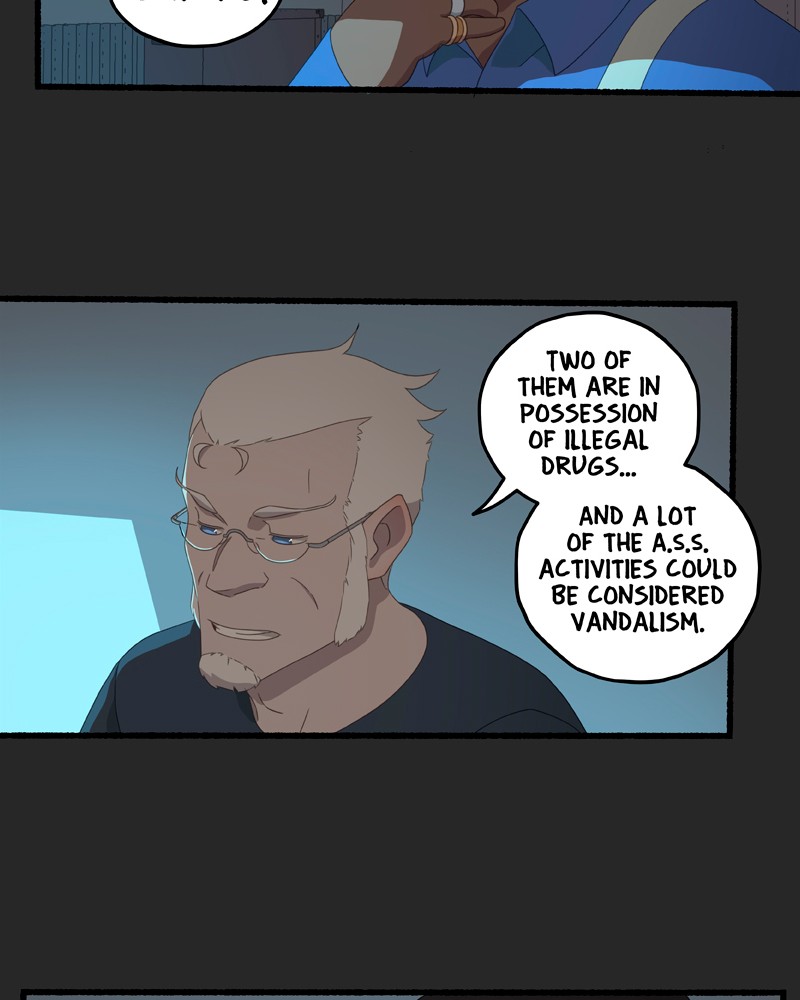 TWO OF
THEM ARE IN
POSSESSION
OF ILLEGAL
DRUGS...
AND A LOT
OF THE A.S.S.
ACTIVITIES COULD
BE CONSIDERED
VANDALISM.